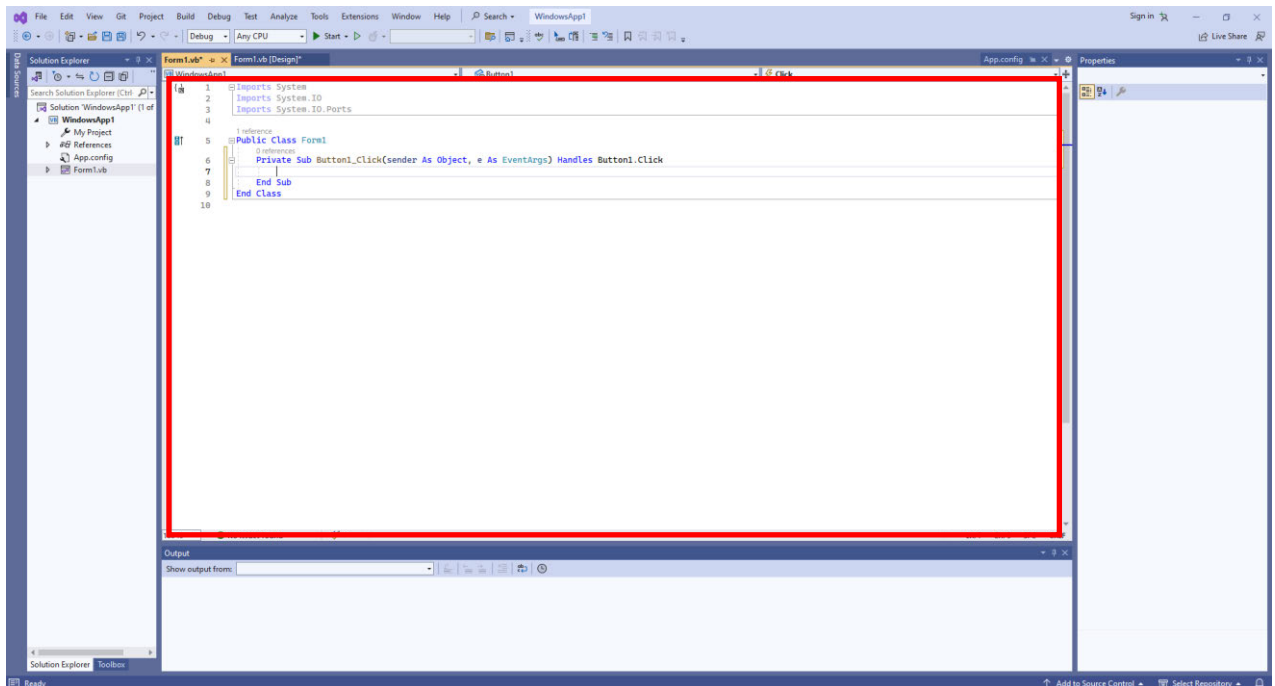 File Edit View Git Project Build Debug Test Analyze Tools Extensions Window Help Search WindowsApp1 Sign in
Debug Any CPU Start Live Share
Data Sources
Solution Explorer
Search Solution Explorer (Ctrl
Solution 'WindowsApp1' (1 of
WindowsApp1
My Project
References
App.config
Form1.vb
Solution Explorer Toolbox
Form1.vb* Form1.vb [Design]* App.config
WindowsApp1 Button1 Click
1 Imports System
2 Imports System.IO
3 Imports System.IO.Ports
4
1 reference
5 Public Class Form1
0 references
6 Private Sub Button1_Click(sender As Object, e As EventArgs) Handles Button1.Click
7
8 End Sub
9 End Class
10
Output
Show output from:
Properties
Ready Add to Source Control Select Repository